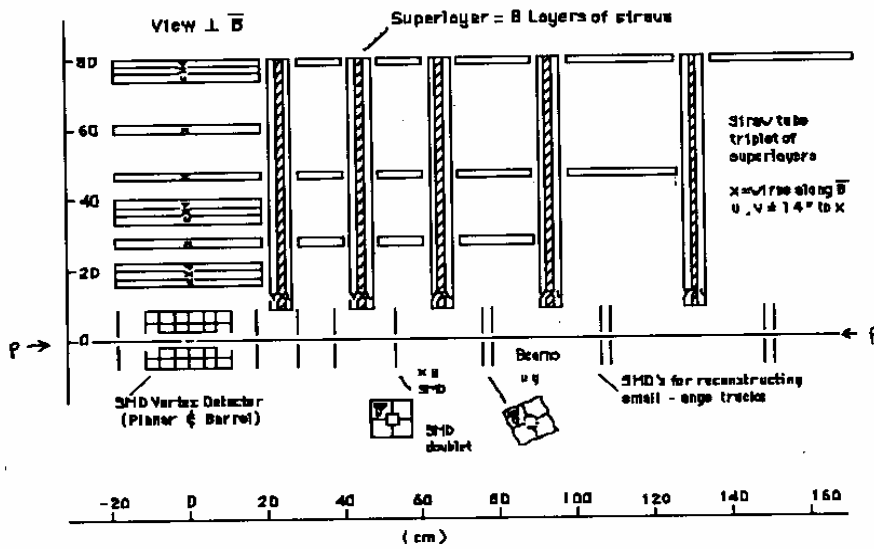 View ⊥ B̅
Superlayer = 8 Layers of straws
80
60
40
20
0
Straw tube
triplet of
superlayers
x = wires along B̅
u, v ± 14° to x
P →
← P
SMD Vertex Detector
(Planar & Barrel)
x y
SMD
SMD
doublet
Beams
u y
SMD's for reconstructing
small - angle tracks
-20 0 20 40 60 80 100 120 140 160
(cm)